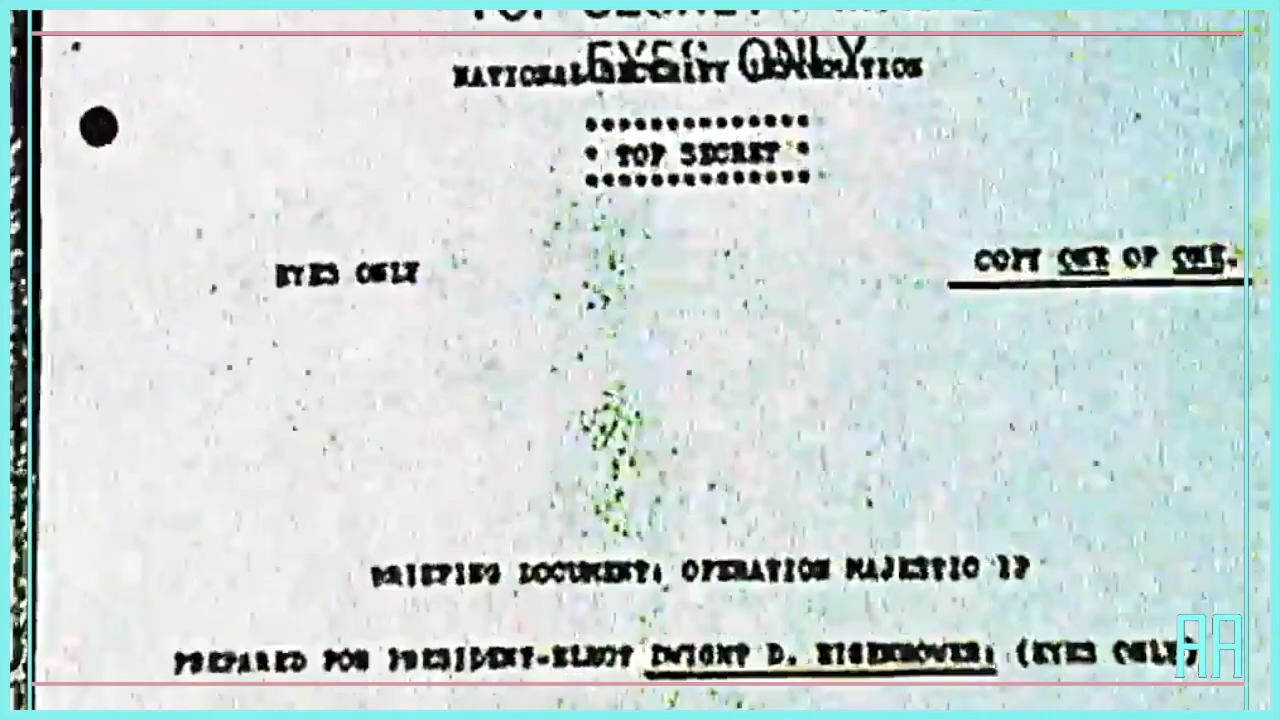 EYES ONLY
NATIONAL SECURITY INFORMATION
TOP SECRET
EYES ONLY
COPY ONE OF ONE.
BRIEFING DOCUMENT: OPERATION MAJESTIC 12
PREPARED FOR PRESIDENT-ELECT DWIGHT D. EISENHOWER: (EYES ONLY)
AA